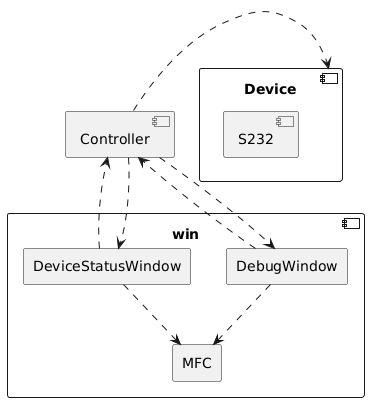 Device
Controller
S232
win
DeviceStatusWindow
DebugWindow
MFC